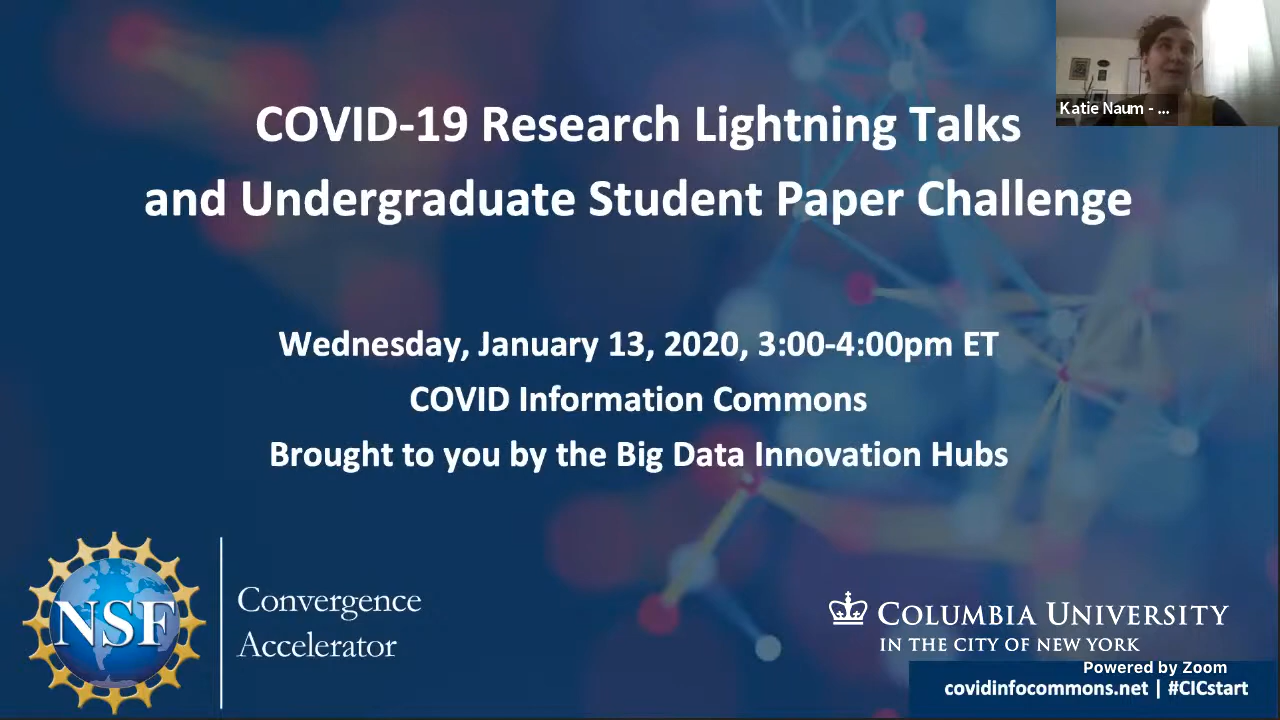 COVID-19 Research Lightning Talks
and Undergraduate Student Paper Challenge
Katie Naum - ...
Wednesday, January 13, 2020, 3:00-4:00pm ET
COVID Information Commons
Brought to you by the Big Data Innovation Hubs
NSF
Convergence
Accelerator
COLUMBIA UNIVERSITY
IN THE CITY OF NEW YORK
Powered by Zoom
covidinfocommons.net | #CICstart